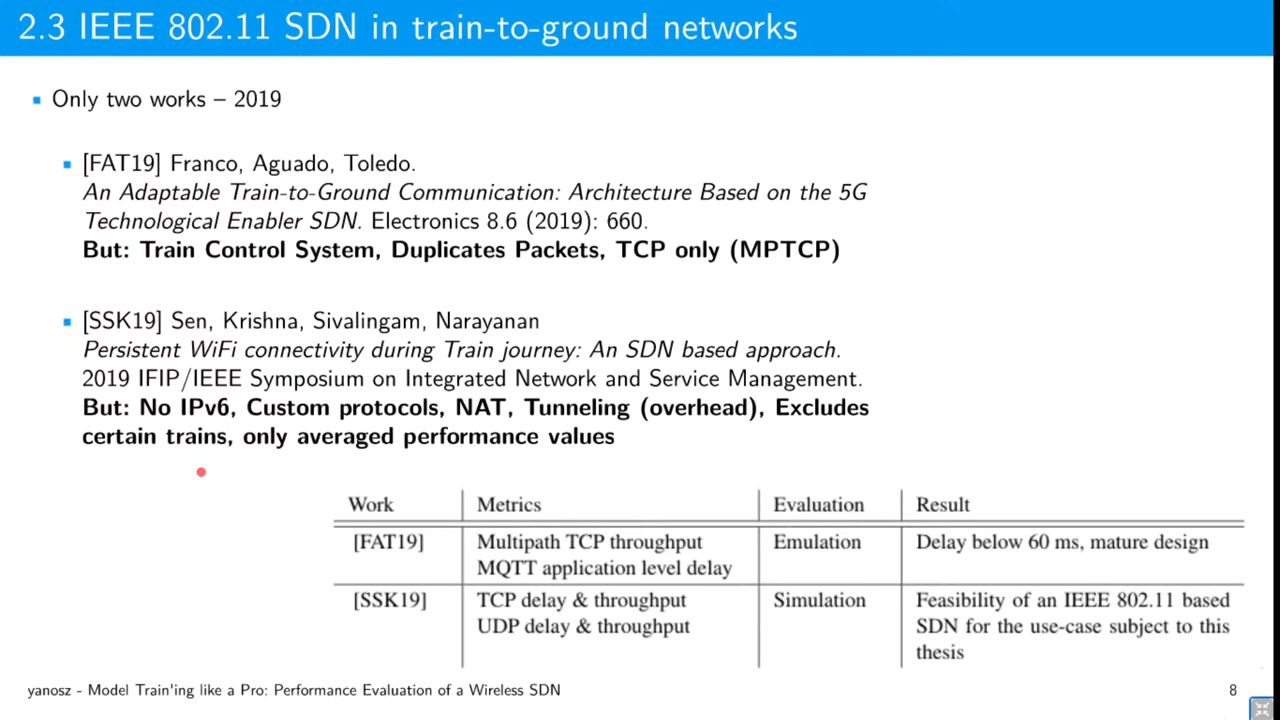 2.3 IEEE 802.11 SDN in train-to-ground networks
Only two works – 2019
[FAT19] Franco, Aguado, Toledo.
An Adaptable Train-to-Ground Communication: Architecture Based on the 5G
Technological Enabler SDN. Electronics 8.6 (2019): 660.
But: Train Control System, Duplicates Packets, TCP only (MPTCP)
[SSK19] Sen, Krishna, Sivalingam, Narayanan
Persistent WiFi connectivity during Train journey: An SDN based approach.
2019 IFIP/IEEE Symposium on Integrated Network and Service Management.
But: No IPv6, Custom protocols, NAT, Tunneling (overhead), Excludes
certain trains, only averaged performance values
Work Metrics Evaluation Result
[FAT19] Multipath TCP throughput Emulation Delay below 60 ms, mature design
MQTT application level delay
[SSK19] TCP delay & throughput Simulation Feasibility of an IEEE 802.11 based
UDP delay & throughput SDN for the use-case subject to this
thesis
yanosz - Model Train'ing like a Pro: Performance Evaluation of a Wireless SDN 8